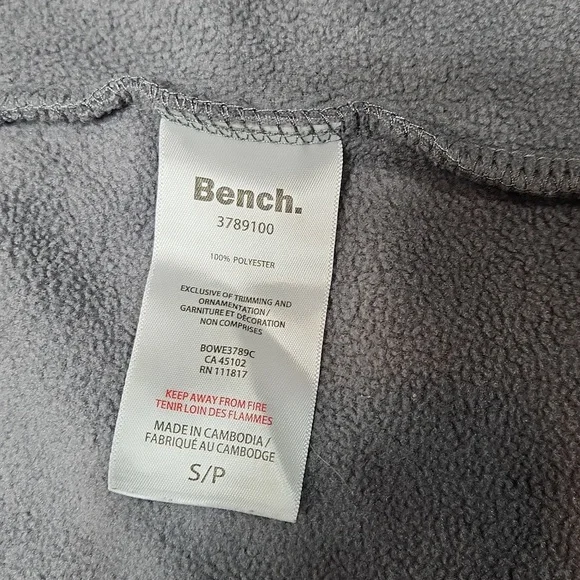 Bench.
3789100
100% POLYESTER
EXCLUSIVE OF TRIMMING AND
ORNAMENTATION/
GARNITURE ET DÉCORATION
NON COMPRISES
BOWE3789C
CA 45102
RN 111817
KEEP AWAY FROM FIRE
TENIR LOIN DES FLAMMES
MADE IN CAMBODIA/
FABRIQUÉ AU CAMBODGE
S/P